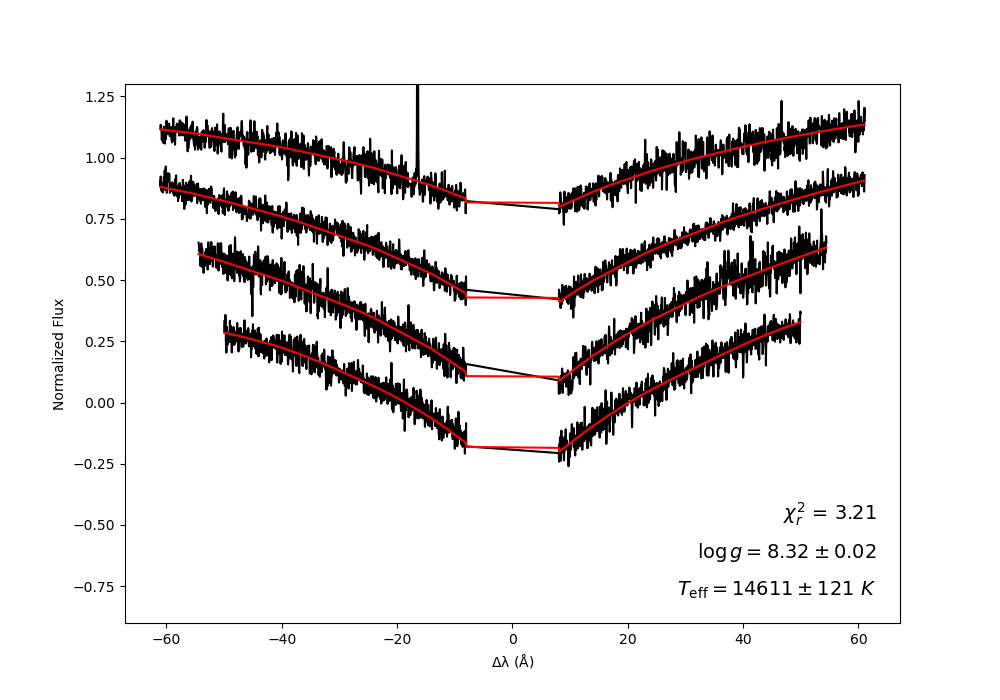 1.25
1.00
0.75
0.50
0.25
0.00
−0.25
−0.50
−0.75
Normalized Flux
χ²ᵣ = 3.21
log g = 8.32 ± 0.02
T_eff = 14611 ± 121 K
−60 −40 −20 0 20 40 60
Δλ (Å)